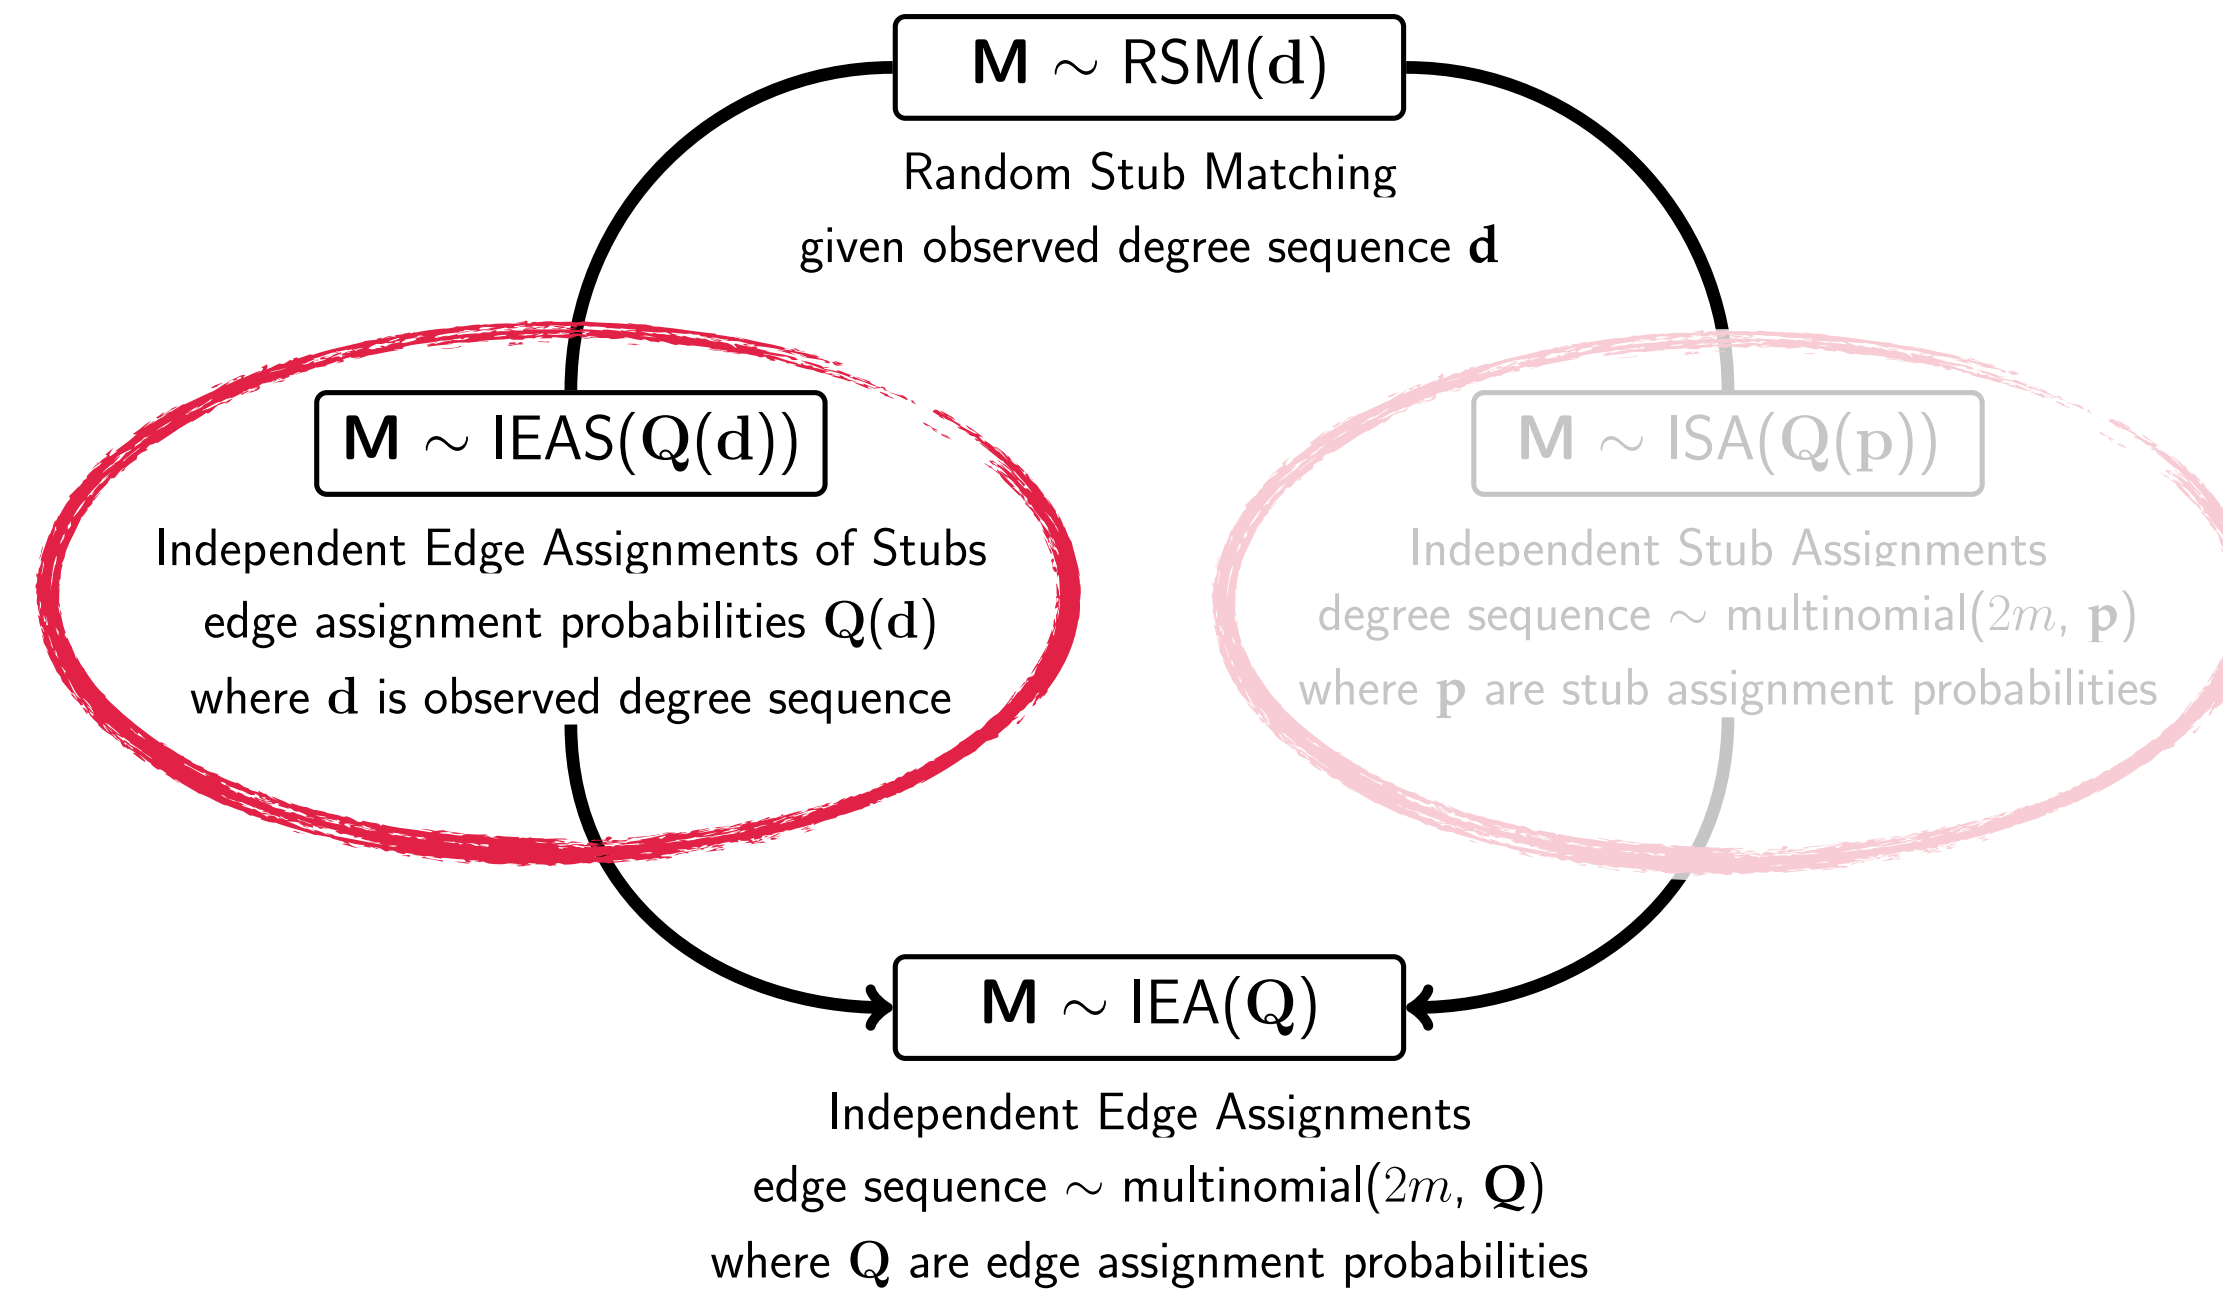 M ∼ RSM(d)
Random Stub Matching
given observed degree sequence d
M ∼ IEAS(Q(d))
Independent Edge Assignments of Stubs
edge assignment probabilities Q(d)
where d is observed degree sequence
M ∼ ISA(Q(p))
Independent Stub Assignments
degree sequence ∼ multinomial(2m, p)
where p are stub assignment probabilities
M ∼ IEA(Q)
Independent Edge Assignments
edge sequence ∼ multinomial(2m, Q)
where Q are edge assignment probabilities